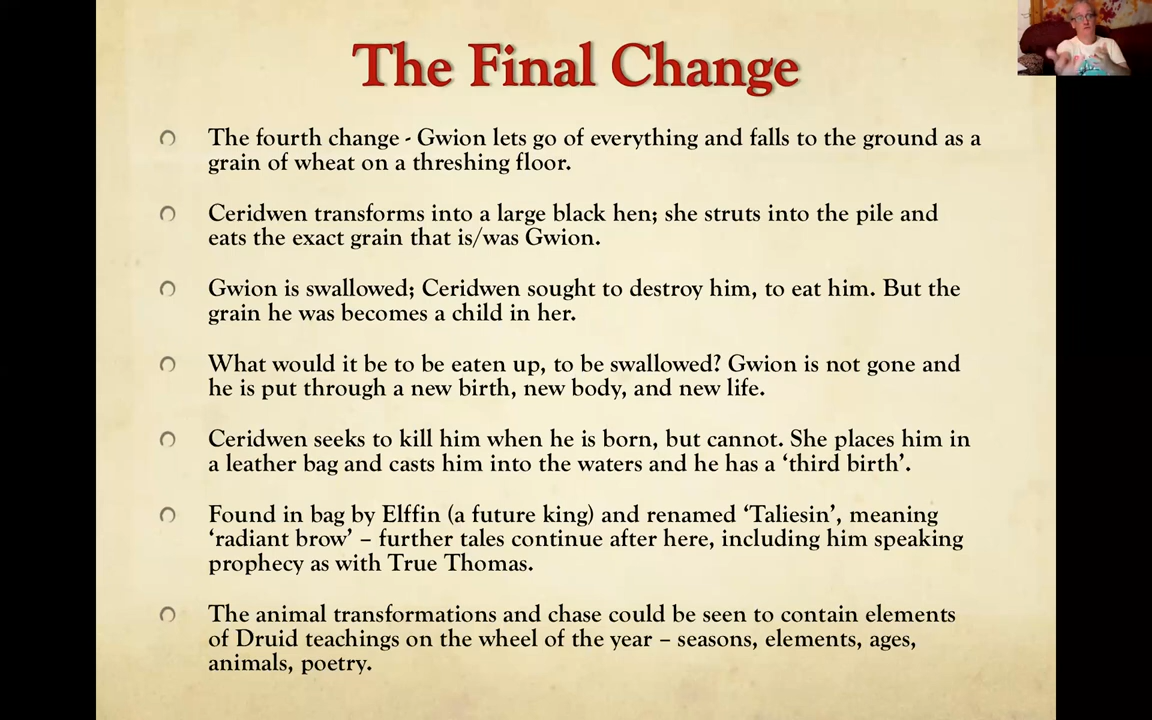 The Final Change
The fourth change - Gwion lets go of everything and falls to the ground as a
grain of wheat on a threshing floor.
Ceridwen transforms into a large black hen; she struts into the pile and
eats the exact grain that is/was Gwion.
Gwion is swallowed; Ceridwen sought to destroy him, to eat him. But the
grain he was becomes a child in her.
What would it be to be eaten up, to be swallowed? Gwion is not gone and
he is put through a new birth, new body, and new life.
Ceridwen seeks to kill him when he is born, but cannot. She places him in
a leather bag and casts him into the waters and he has a ‘third birth’.
Found in bag by Elffin (a future king) and renamed ‘Taliesin’, meaning
‘radiant brow’ – further tales continue after here, including him speaking
prophecy as with True Thomas.
The animal transformations and chase could be seen to contain elements
of Druid teachings on the wheel of the year – seasons, elements, ages,
animals, poetry.